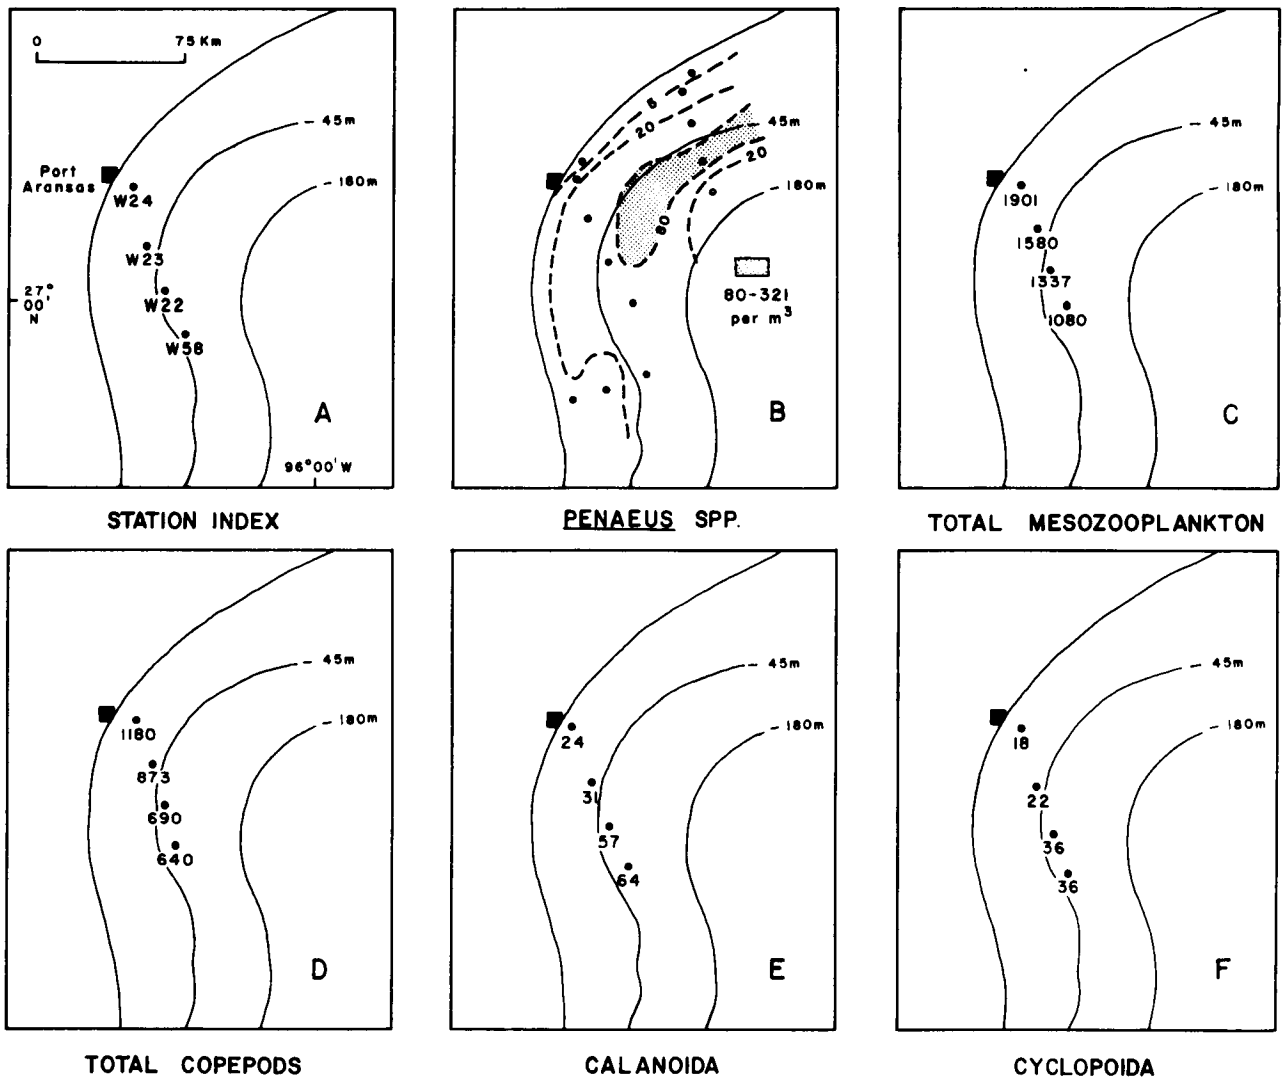 0 75 Km
45m
180m
Port
Aransas
W24
W23
W22
W58
27°
00'
N
A
96°00'W
STATION INDEX
5
20
45m
20
180m
80
80-321
per m³
B
PENAEUS SPP.
45m
180m
1901
1580
1337
1080
C
TOTAL MESOZOOPLANKTON
45m
180m
1180
873
690
640
D
TOTAL COPEPODS
45m
180m
24
31
57
64
E
CALANOIDA
45m
180m
18
22
36
36
F
CYCLOPOIDA